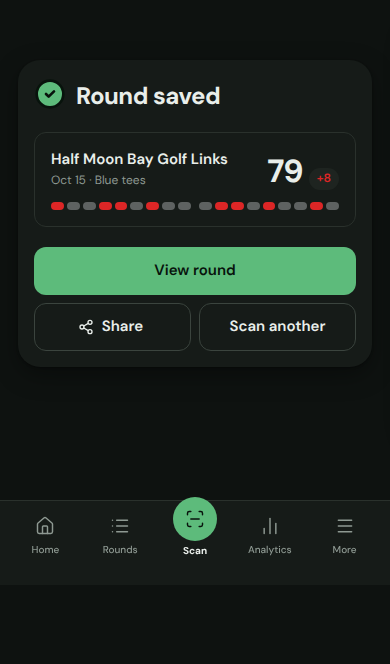 Round saved
Half Moon Bay Golf Links
Oct 15 · Blue tees
79 +8
View round
Share
Scan another
Home
Rounds
Scan
Analytics
More